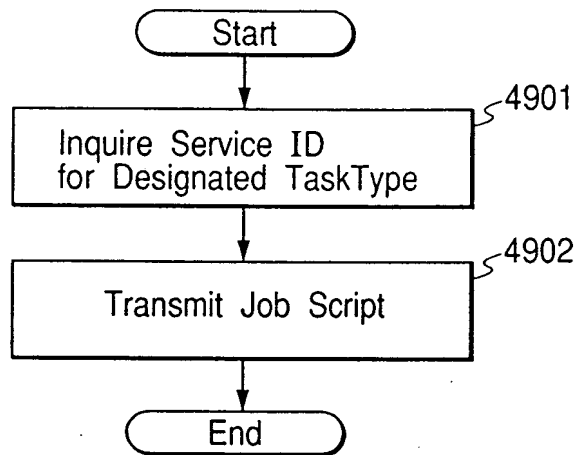 Start
4901
Inquire Service ID
for Designated TaskType
4902
Transmit Job Script
End